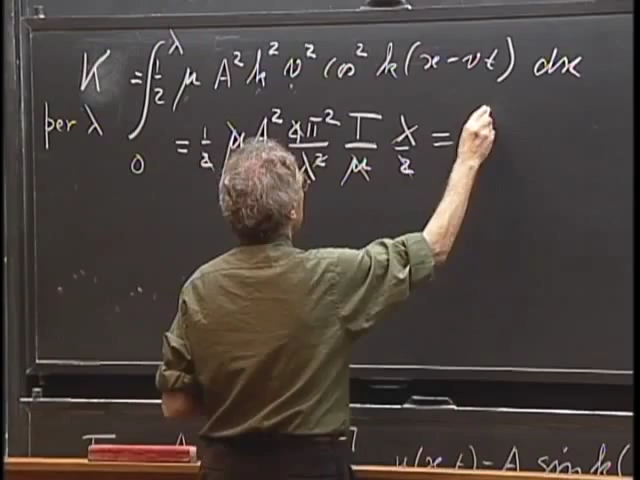 K = ∫₀^λ ½ μ A² k² v² cos² k(x-vt) dx
per λ
= ½ μ A² 4π²/λ² T/μ λ/2 =
y(x,t) = A sin k(